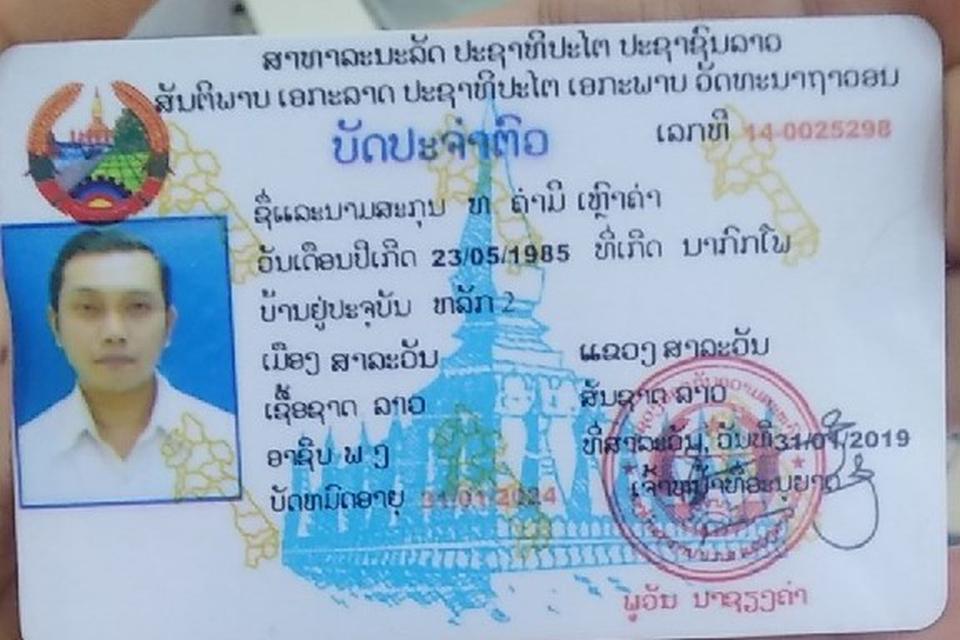 ສາທາລະນະລັດ ປະຊາທິປະໄຕ ປະຊາຊົນລາວ
ສັນຕິພາບ ເອກະລາດ ປະຊາທິປະໄຕ ເອກະພາບ ວັດທະນາຖາວອນ
ບັດປະຈຳຕົວ
ເລກທີ 14-0025298
ຊື່ແລະນາມສະກຸນ ທ ຄຳມີ ເຫຼົາຄຳ
ວັນເດືອນປີເກີດ 23/05/1985 ທີ່ເກີດ ນາກົກໂພ
ບ້ານຢູ່ປະຈຸບັນ ຫລັກ 2
ເມືອງ ສາລະວັນ ແຂວງ ສາລະວັນ
ເຊື້ອຊາດ ລາວ ສັນຊາດ ລາວ
ອາຊີບ ພ ງ ທີ່ສາລະວັນ, ວັນທີ 31/01/2019
ບັດຫມົດອາຍຸ 31/01/2024 ເຈົ້າຫນ້າທີ່ອະນຸຍາດ
ພູວັນ ນາຊຽງຄຳ